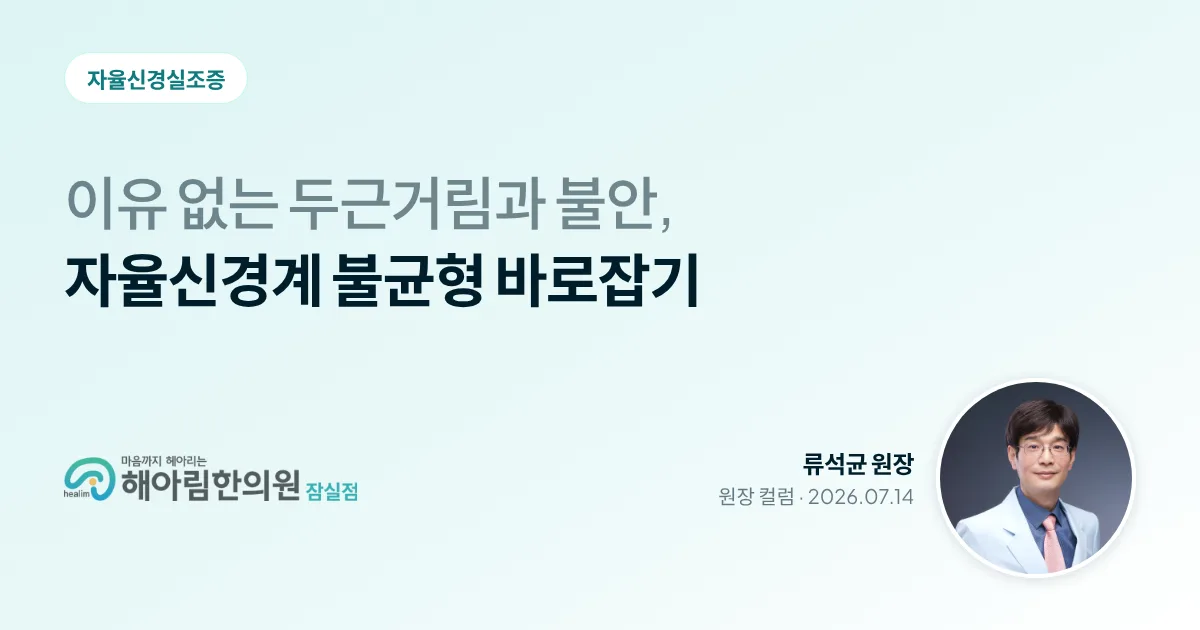 자율신경실조증
이유 없는 두근거림과 불안,
자율신경계 불균형 바로잡기
마음까지 헤아리는
healim 해아림한의원 잠실점
류석균 원장
원장 컬럼 · 2026.07.14